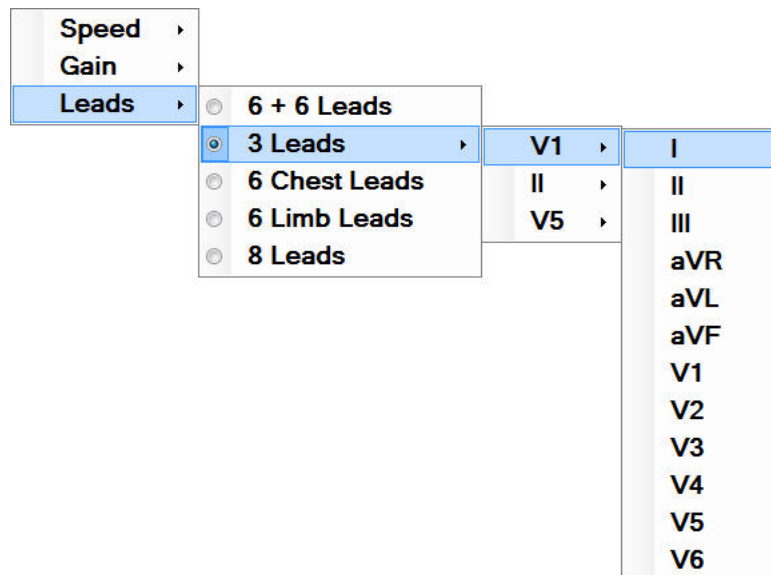 Speed
Gain
Leads
6 + 6 Leads
3 Leads
6 Chest Leads
6 Limb Leads
8 Leads
V1
II
V5
I
II
III
aVR
aVL
aVF
V1
V2
V3
V4
V5
V6